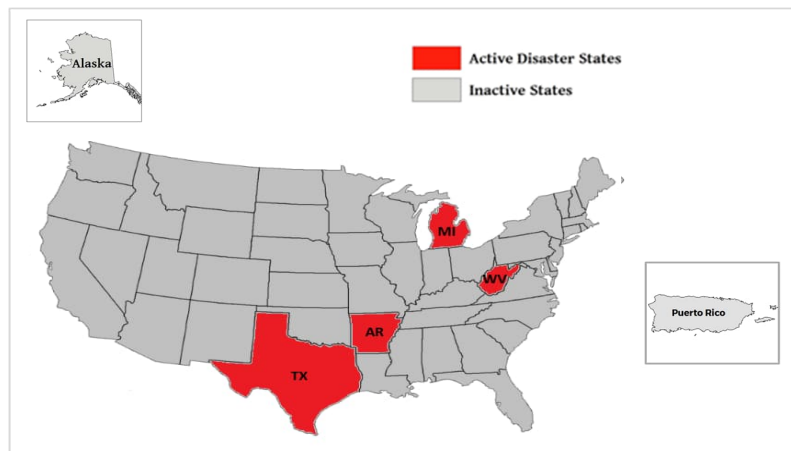 Alaska
Active Disaster States
Inactive States
MI
WV
AR
TX
Puerto Rico